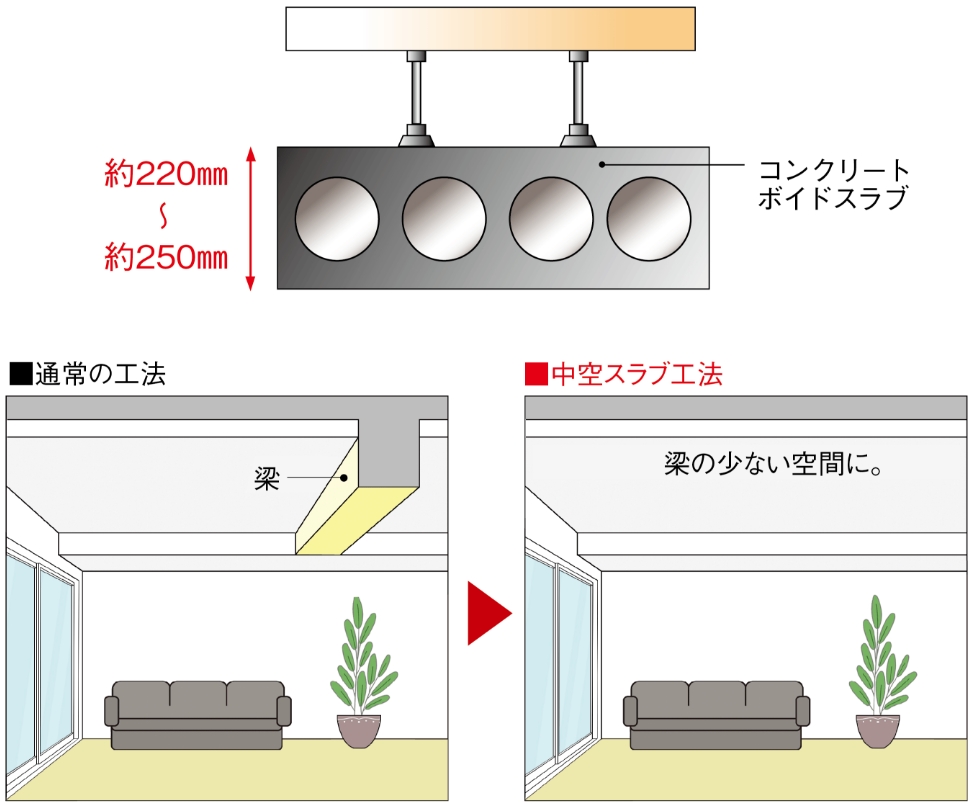 約220㎜
〜
約250㎜
コンクリート
ボイドスラブ
■通常の工法
梁
■中空スラブ工法
梁の少ない空間に。